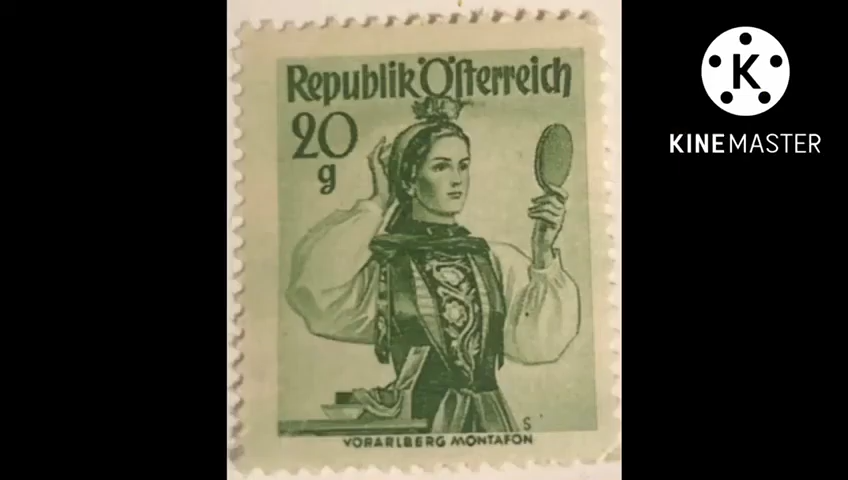 Republik Öſterreich
20
g
S
VORARLBERG MONTAFON
K
KINEMASTER